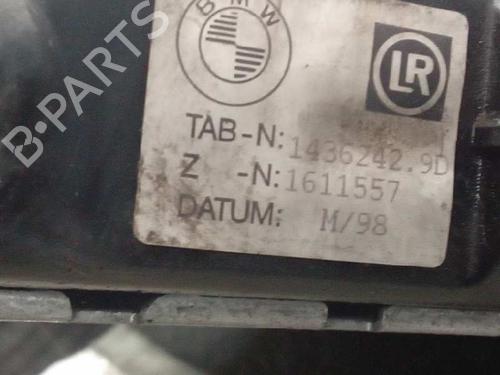 BMW
LR
TAB-N: 1436242.9D
Z -N: 1611557
DATUM: M/98
B-PARTS